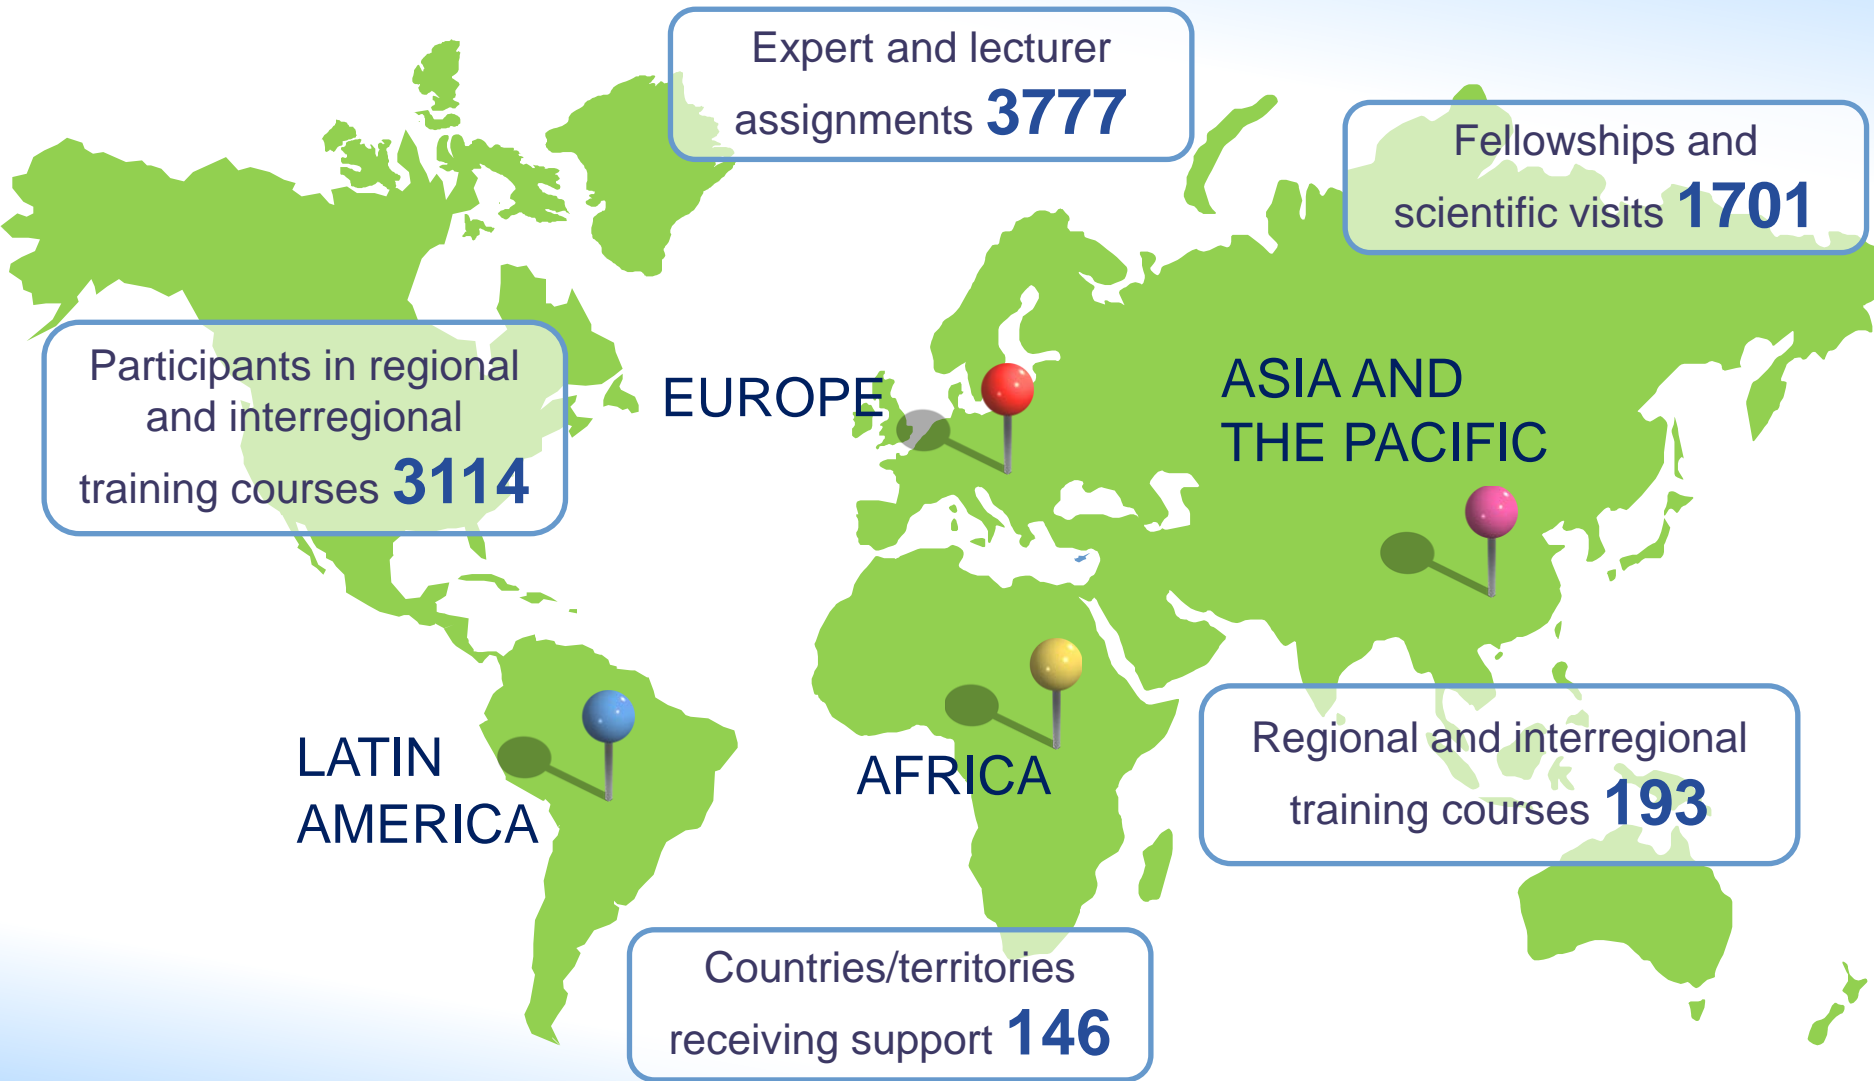 Expert and lecturer
assignments 3777
Fellowships and
scientific visits 1701
Participants in regional
and interregional
training courses 3114
EUROPE
ASIA AND
THE PACIFIC
LATIN
AMERICA
AFRICA
Regional and interregional
training courses 193
Countries/territories
receiving support 146